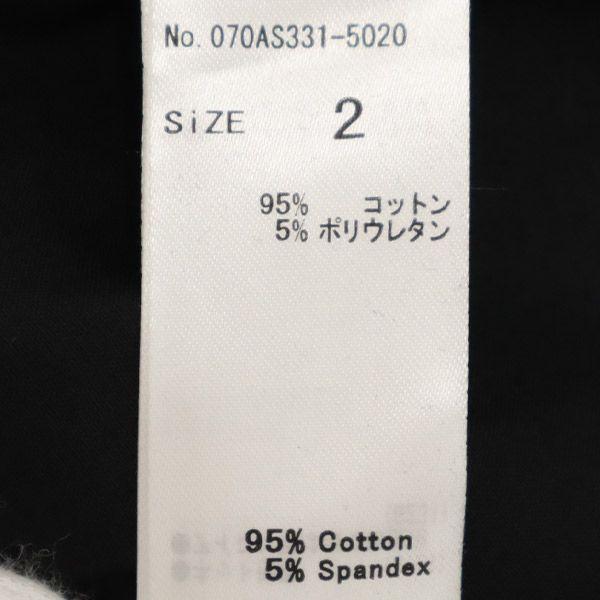 No. 070AS331-5020
SiZE 2
95% コットン
5% ポリウレタン
95% Cotton
5% Spandex